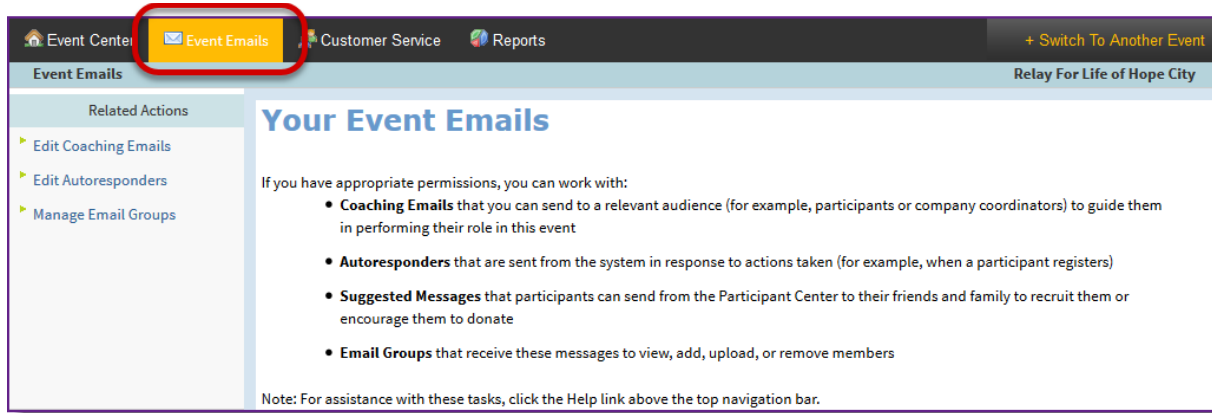 Event Center Event Emails Customer Service Reports + Switch To Another Event
Event Emails Relay For Life of Hope City
Related Actions
Edit Coaching Emails
Edit Autoresponders
Manage Email Groups
Your Event Emails
If you have appropriate permissions, you can work with:
• Coaching Emails that you can send to a relevant audience (for example, participants or company coordinators) to guide them
in performing their role in this event
• Autoresponders that are sent from the system in response to actions taken (for example, when a participant registers)
• Suggested Messages that participants can send from the Participant Center to their friends and family to recruit them or
encourage them to donate
• Email Groups that receive these messages to view, add, upload, or remove members
Note: For assistance with these tasks, click the Help link above the top navigation bar.